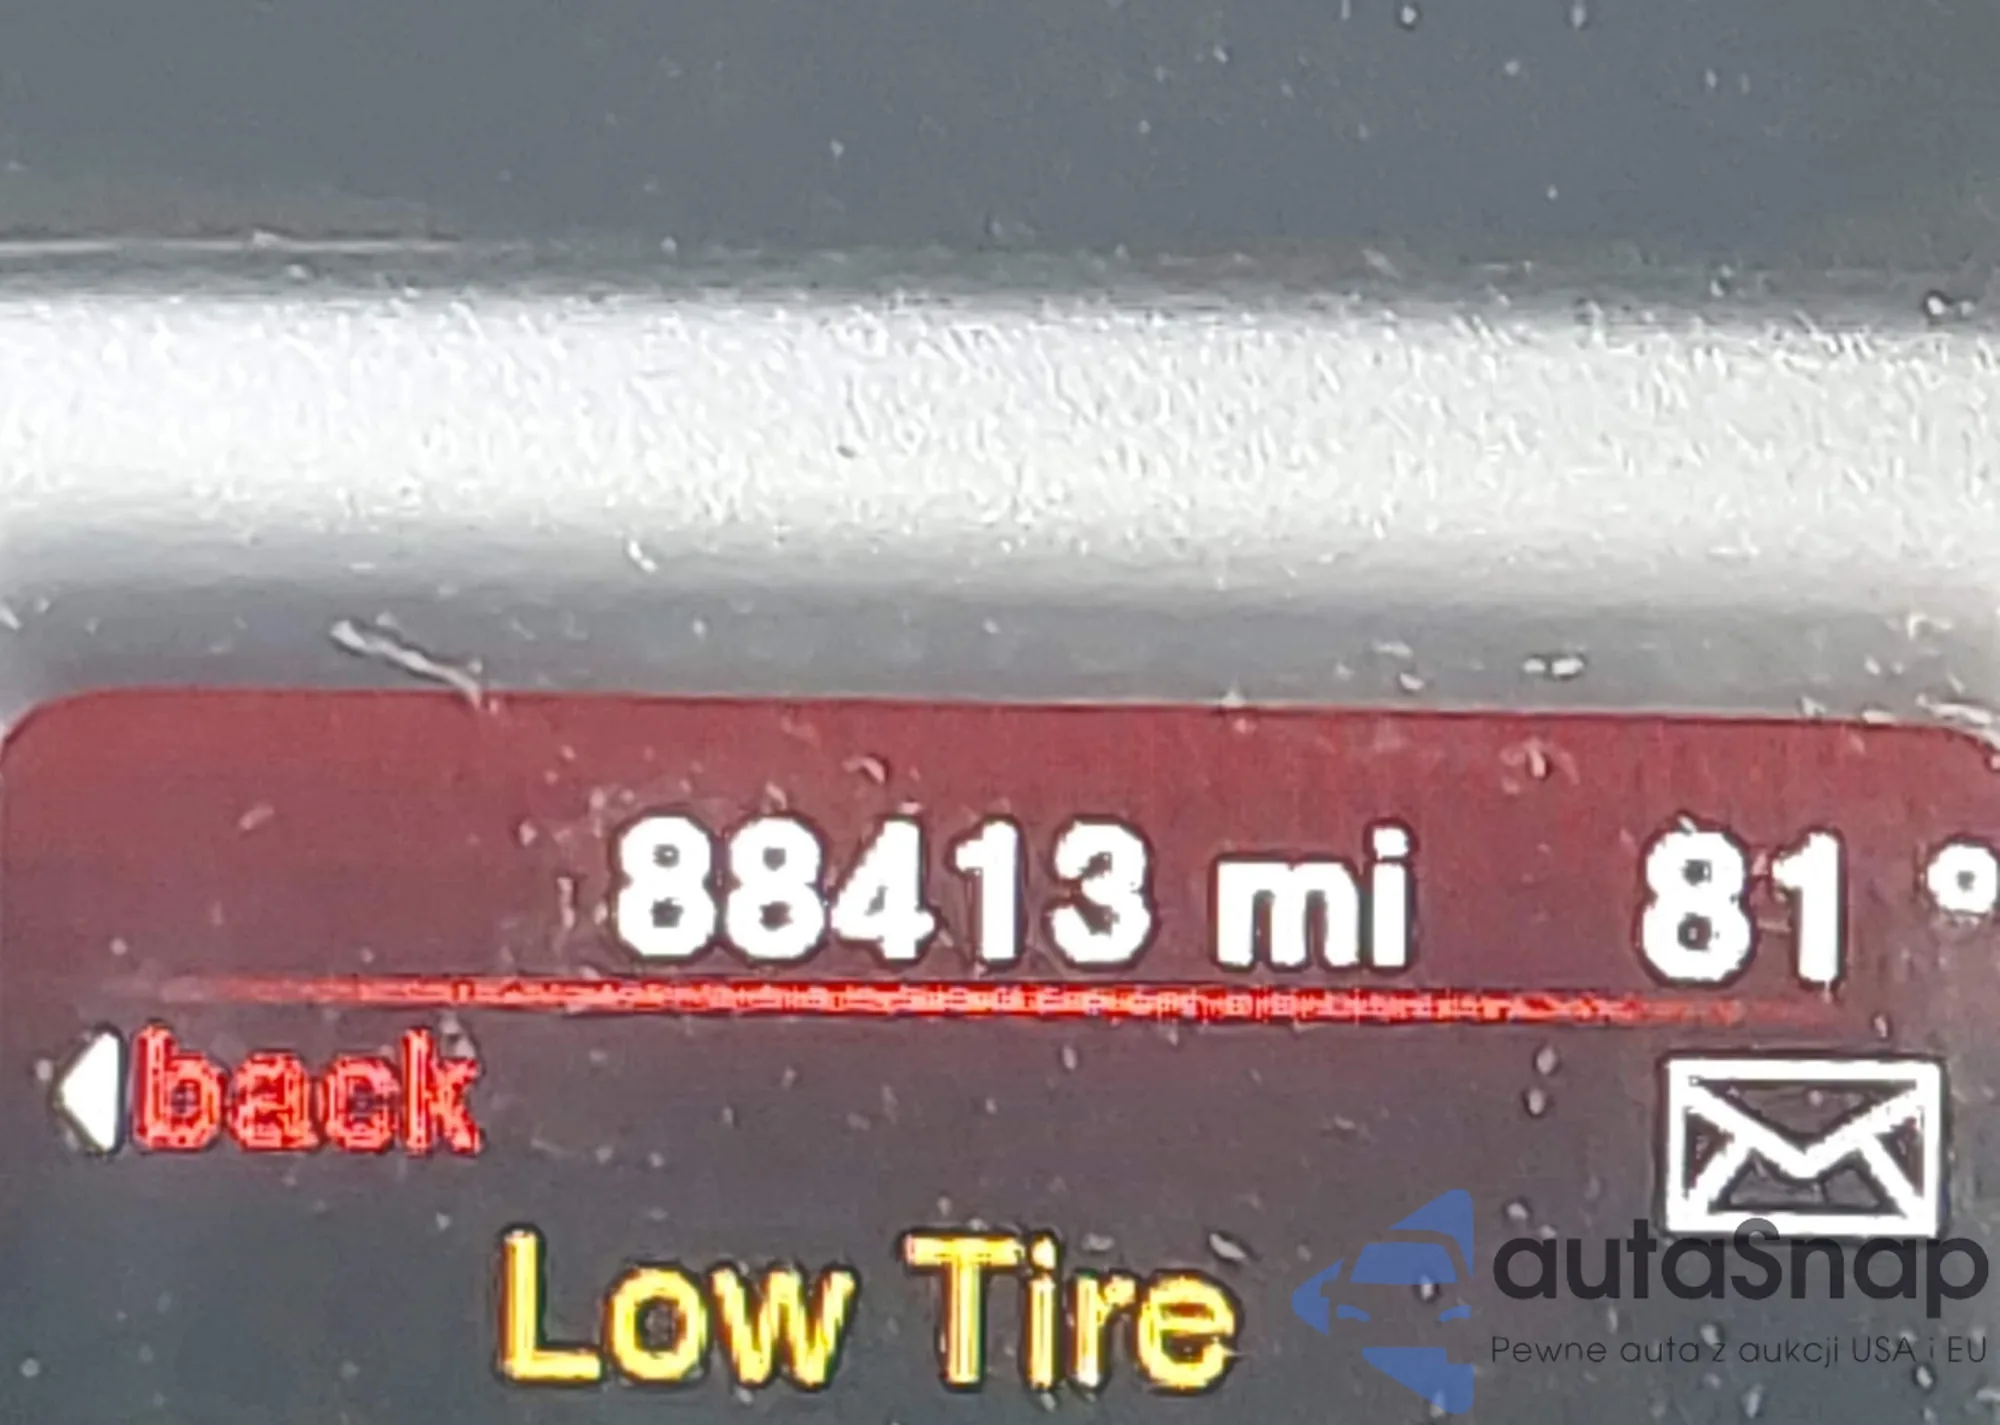 88413 mi 81 °
back
Low Tire
autaSnap
Pewne auta z aukcji USA i EU